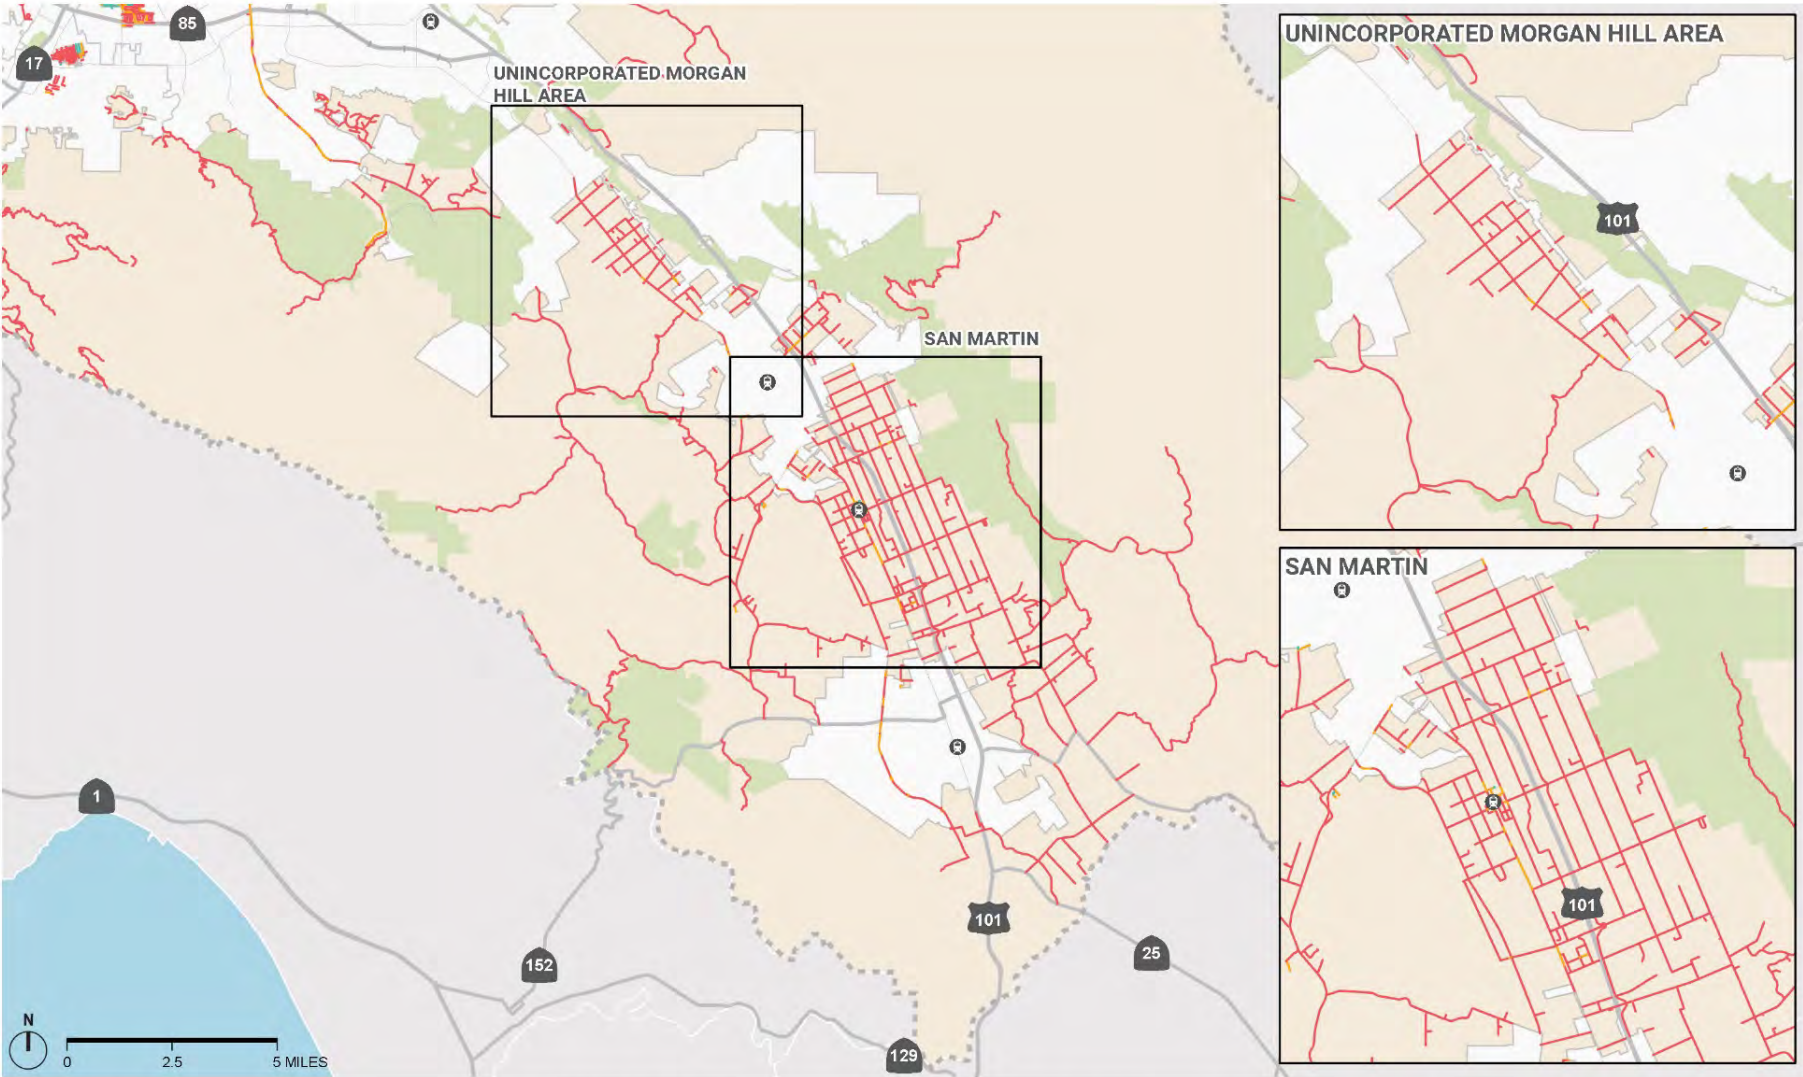 85
17
UNINCORPORATED MORGAN
HILL AREA
SAN MARTIN
1
152
101
25
129
N
0 2.5 5 MILES
UNINCORPORATED MORGAN HILL AREA
101
SAN MARTIN
101